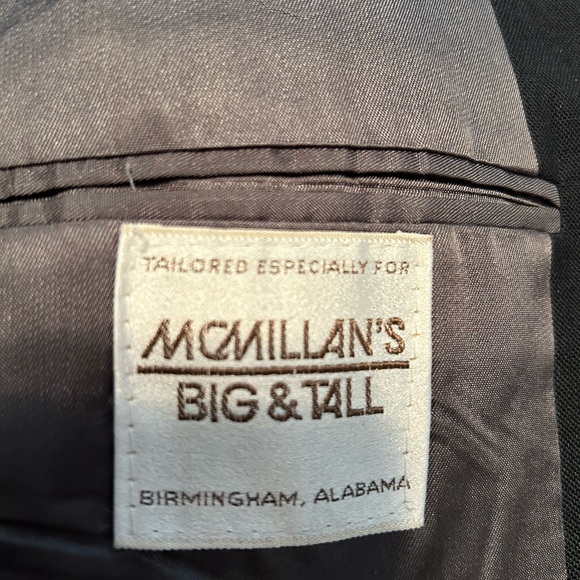 TAILORED ESPECIALLY FOR
MCMILLAN'S
BIG & TALL
BIRMINGHAM, ALABAMA